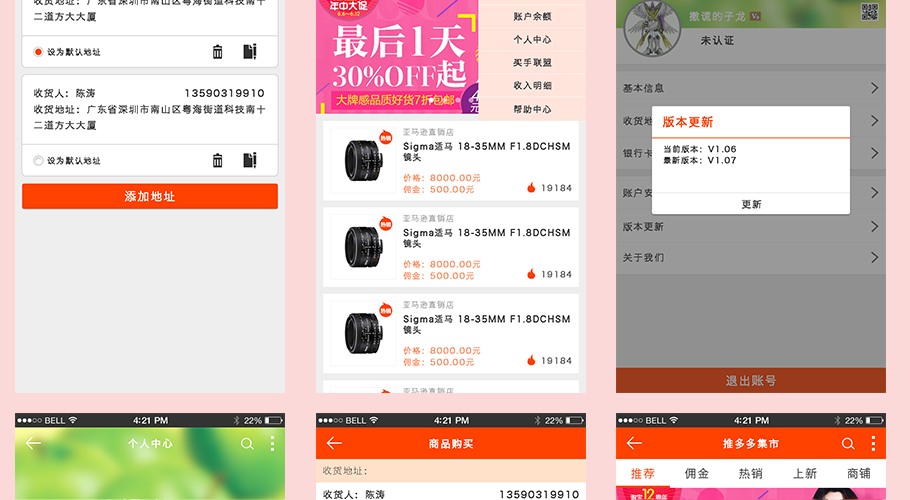 收货地址：广东省深圳市南山区粤海街道科技南十
二道方大大厦
设为默认地址
收货人：陈涛 13590319910
收货地址：广东省深圳市南山区粤海街道科技南十
二道方大大厦
设为默认地址
添加地址
年中大促
6.6～6.12
最后1天
30%OFF起
大牌感品质好货7折包邮
账户余额
个人中心
买手联盟
收入明细
帮助中心
热销
亚马逊直销店
Sigma适马 18-35MM F1.8DCHSM
镜头
价格：8000.00元
佣金：500.00元
19184
热销
亚马逊直销店
Sigma适马 18-35MM F1.8DCHSM
镜头
价格：8000.00元
佣金：500.00元
19184
热销
亚马逊直销店
Sigma适马 18-35MM F1.8DCHSM
镜头
价格：8000.00元
佣金：500.00元
19184
亚马逊直销店
撒谎的子龙 V5
未认证
基本信息
收货地
银行卡
账户安
版本更新
关于我们
版本更新
当前版本：V1.06
最新版本：V1.07
更新
退出账号
BELL 4:21 PM 22%
个人中心
BELL 4:21 PM 22%
商品购买
收货地址：
收货人：陈涛 13590319910
BELL 4:21 PM 22%
推多多集市
推荐 佣金 热销 上新 商铺
淘宝12周年